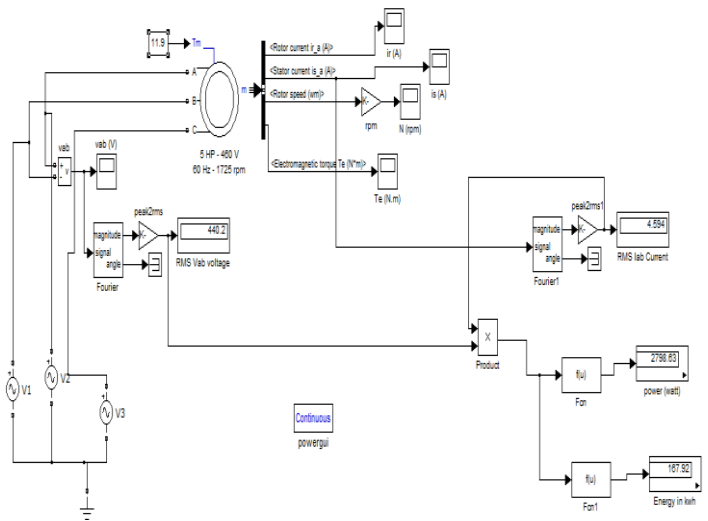 11.9
Tm
A
B
C
m
5 HP - 460 V
60 Hz - 1725 rpm
<Rotor current ir_a (A)>
<Stator current is_a (A)>
<Rotor speed (wm)>
<Electromagnetic torque Te (N*m)>
ir (A)
is (A)
K-
rpm
N (rpm)
Te (N.m)
vab
+
-
v
vab (V)
magnitude
signal
angle
Fourier
peak2rms
K-
440.2
RMS Vab voltage
magnitude
signal
angle
Fourier1
peak2rms1
K-
4.594
RMS Iab Current
×
Product
V1
V2
V3
+
+
+
Continuous
powergui
f(u)
Fcn
2798.63
power (watt)
f(u)
Fcn1
167.92
Energy in kwh